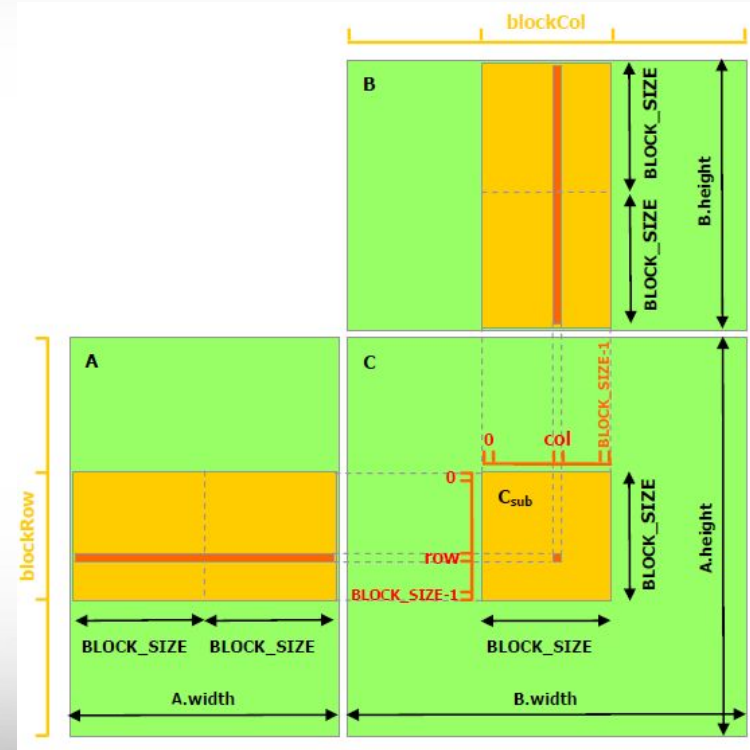 blockCol
B
BLOCK_SIZE
BLOCK_SIZE
B.height
A
C
BLOCK_SIZE-1
0
col
blockRow
0
Csub
row
BLOCK_SIZE-1
BLOCK_SIZE
A.height
BLOCK_SIZE
BLOCK_SIZE
BLOCK_SIZE
A.width
B.width